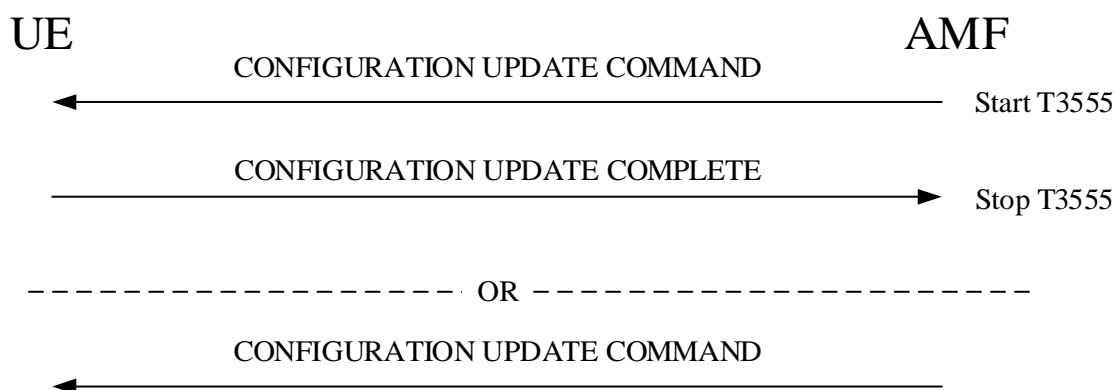 UE AMF
CONFIGURATION UPDATE COMMAND
Start T3555
CONFIGURATION UPDATE COMPLETE
Stop T3555
OR
CONFIGURATION UPDATE COMMAND